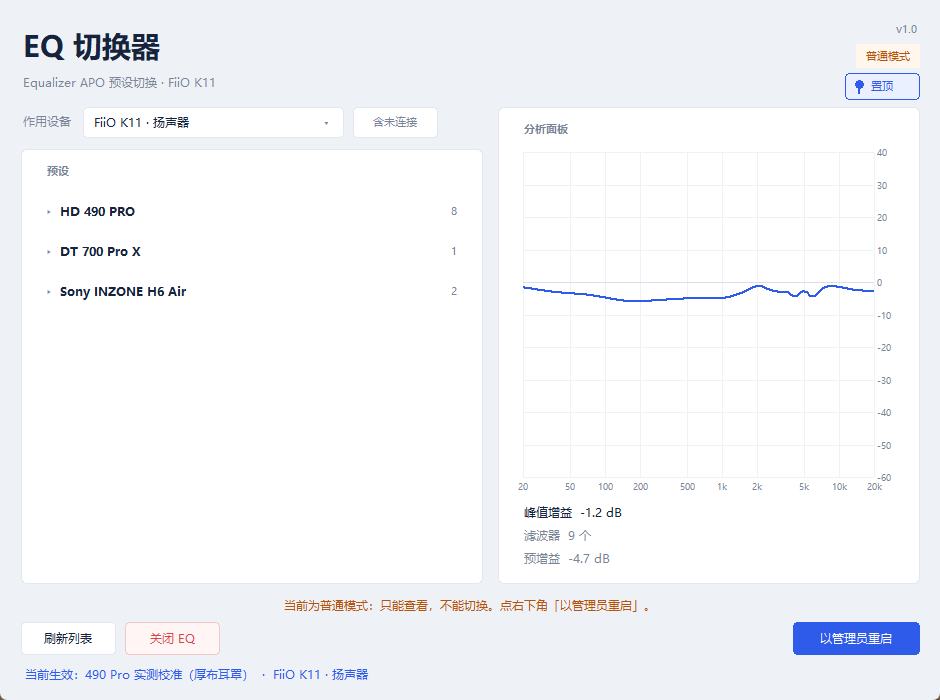 EQ 切换器
v1.0
普通模式
Equalizer APO 预设切换 · FiiO K11
置顶
作用设备
FiiO K11 · 扬声器
含未连接
预设
HD 490 PRO 8
DT 700 Pro X 1
Sony INZONE H6 Air 2
分析面板
40
30
20
10
0
-10
-20
-30
-40
-50
-60
20 50 100 200 500 1k 2k 5k 10k 20k
峰值增益 -1.2 dB
滤波器 9 个
预增益 -4.7 dB
当前为普通模式：只能查看，不能切换。点右下角「以管理员重启」。
刷新列表
关闭 EQ
以管理员重启
当前生效：490 Pro 实测校准（厚布耳罩） · FiiO K11 · 扬声器